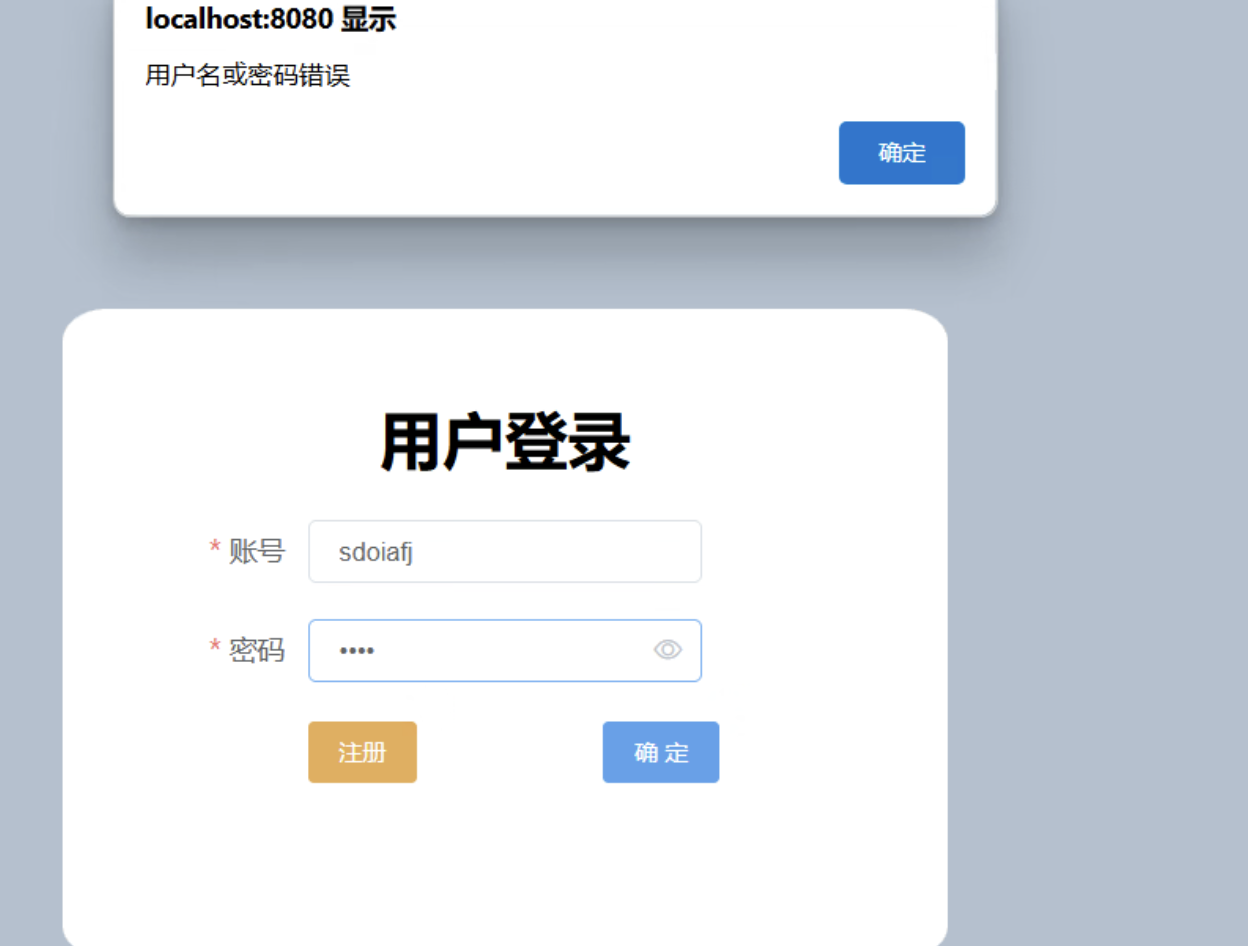 localhost:8080 显示
用户名或密码错误
确定
用户登录
* 账号 sdoiafj
* 密码 ••••
注册 确 定